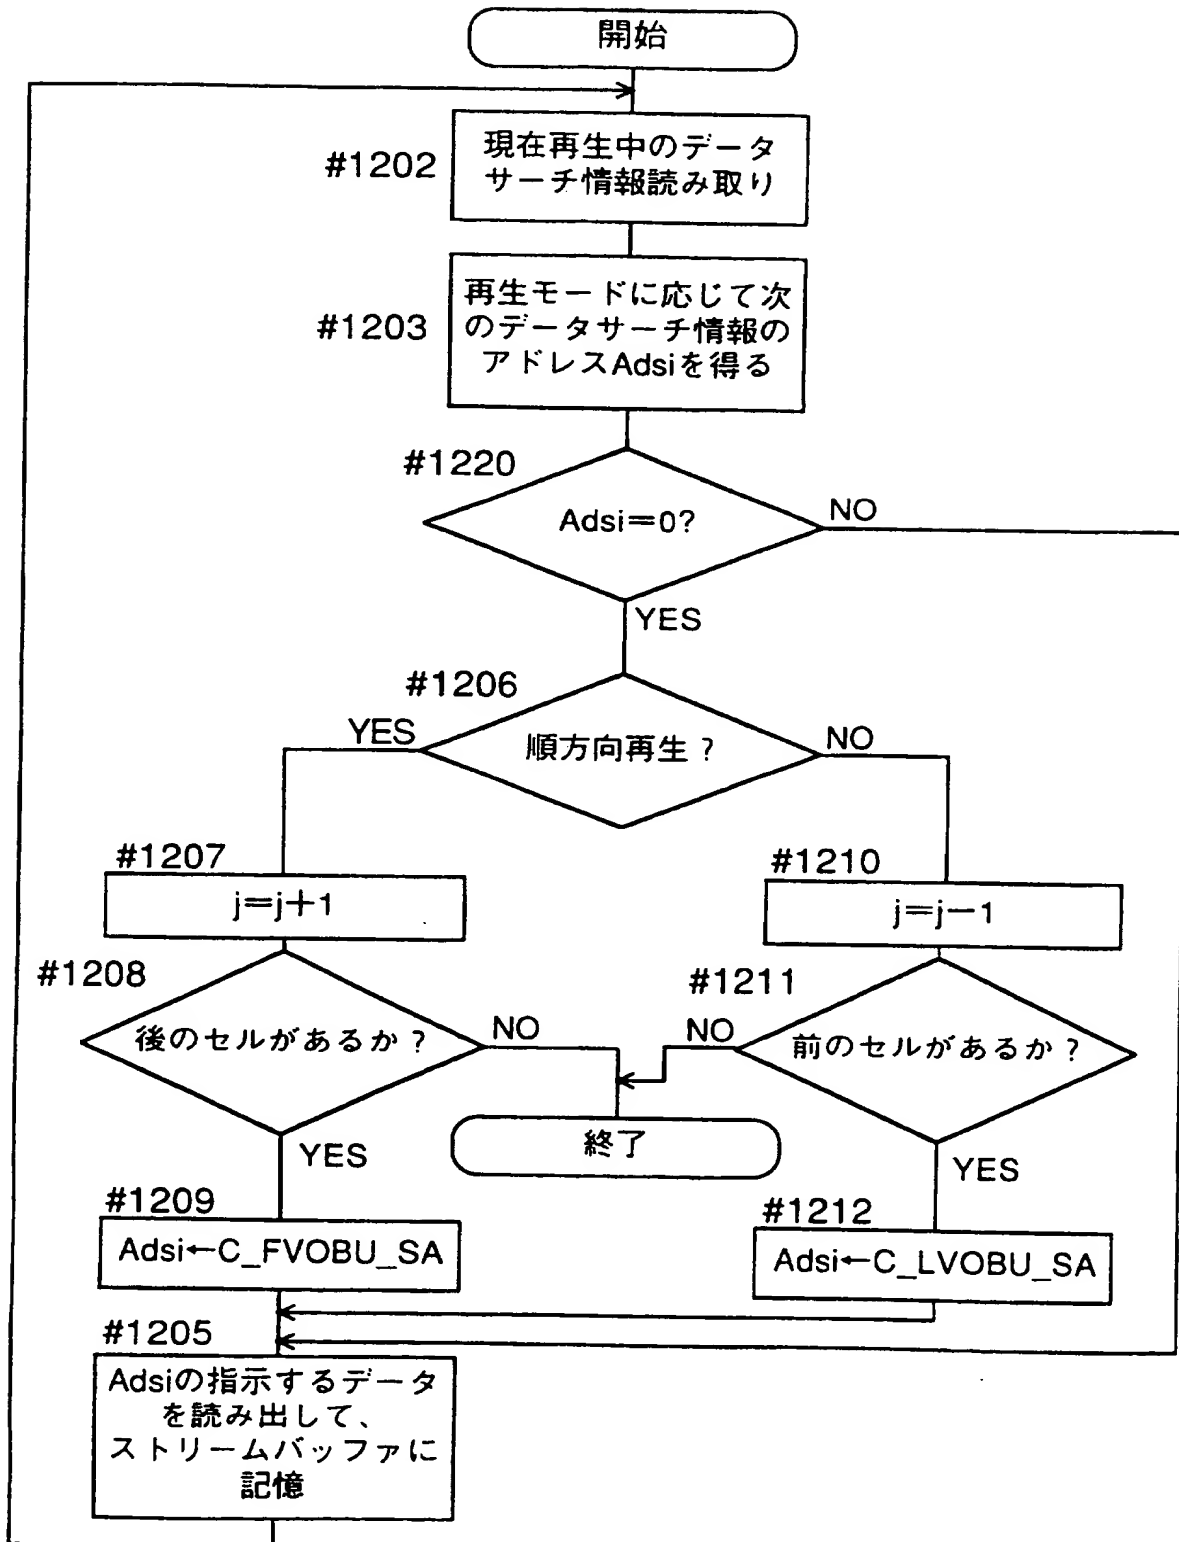 開始
#1202
現在再生中のデータ
サーチ情報読み取り
#1203
再生モードに応じて次
のデータサーチ情報の
アドレスAdsiを得る
#1220
Adsi=0?
NO
YES
#1206
順方向再生?
YES
NO
#1207
j=j+1
#1210
j=j-1
#1208
後のセルがあるか?
NO
YES
#1211
前のセルがあるか?
NO
YES
終了
#1209
Adsi←C_FVOBU_SA
#1212
Adsi←C_LVOBU_SA
#1205
Adsiの指示するデータ
を読み出して、
ストリームバッファに
記憶